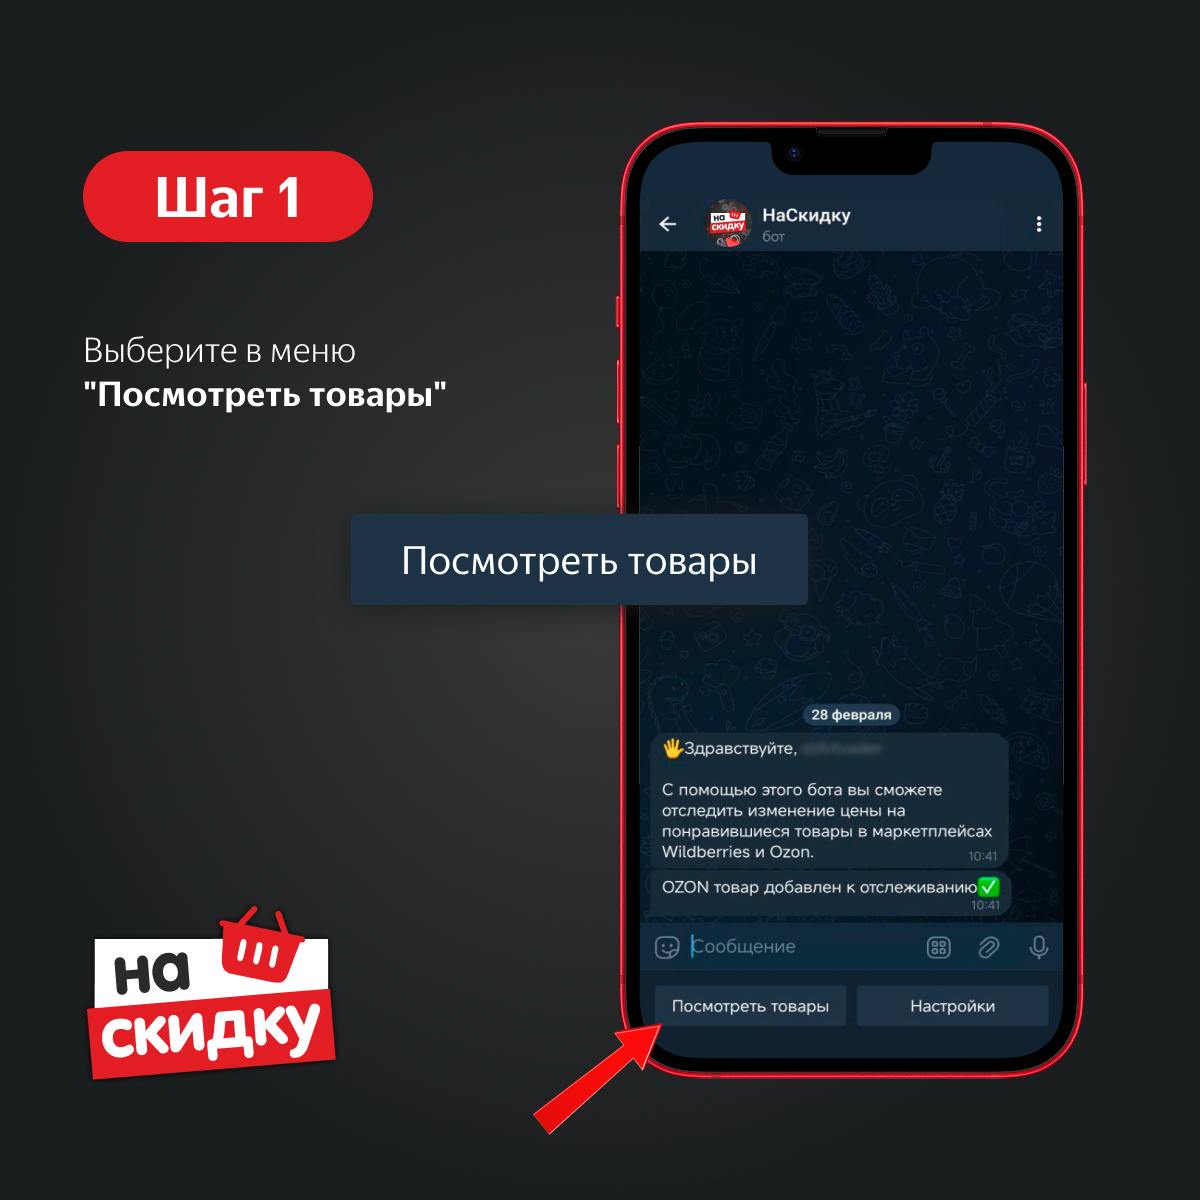 Шаг 1
Выберите в меню
"Посмотреть товары"
Посмотреть товары
на
скидку
на
скидку
НаСкидку
бот
28 февраля
🖐Здравствуйте,
С помощью этого бота вы сможете
отследить изменение цены на
понравившиеся товары в маркетплейсах
Wildberries и Ozon.
10:41
OZON товар добавлен к отслеживанию✅
10:41
Сообщение
Посмотреть товары
Настройки